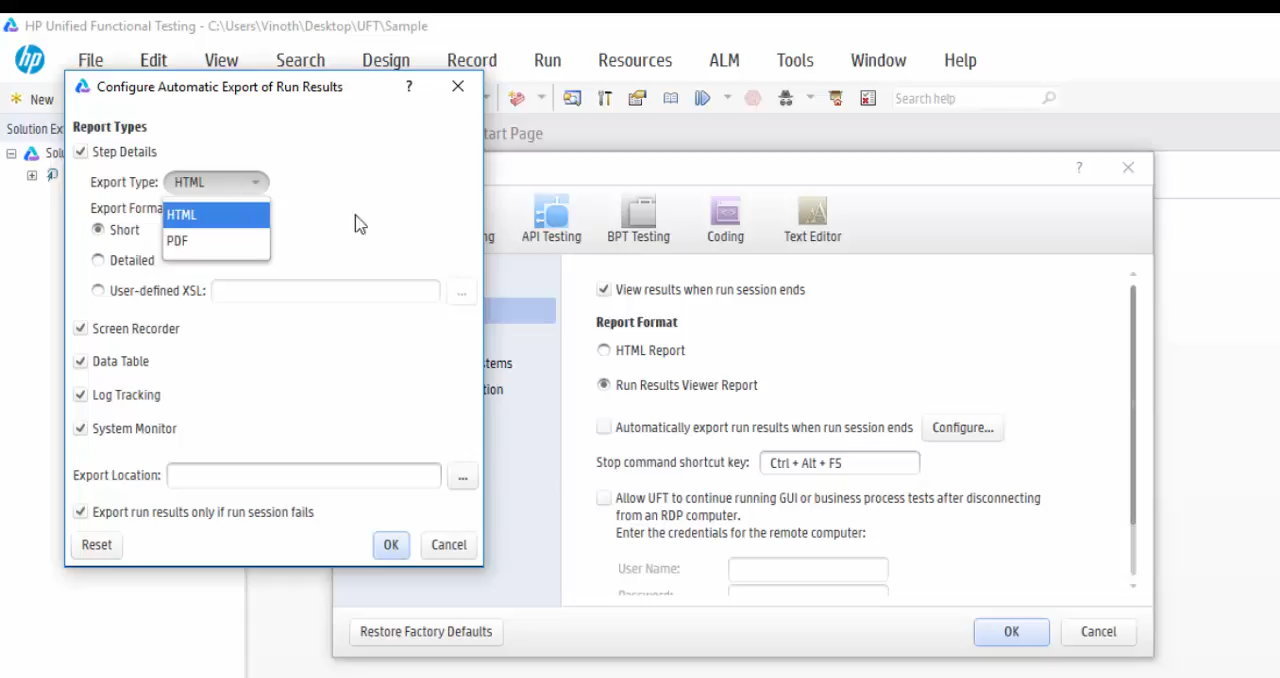 HP Unified Functional Testing - C:\Users\Vinoth\Desktop\UFT\Sample
hp File Edit View Search Design Record Run Resources ALM Tools Window Help
New
Search help
Solution Ex
tart Page
Solu
Configure Automatic Export of Run Results ? ×
Report Types
Step Details
Export Type: HTML
HTML
PDF
Export Forma
Short
Detailed
User-defined XSL: ...
Screen Recorder
Data Table
Log Tracking
System Monitor
Export Location: ...
Export run results only if run session fails
Reset OK Cancel
? ×
ng API Testing BPT Testing Coding Text Editor
stems
tion
View results when run session ends
Report Format
HTML Report
Run Results Viewer Report
Automatically export run results when run session ends Configure...
Stop command shortcut key: Ctrl + Alt + F5
Allow UFT to continue running GUI or business process tests after disconnecting
from an RDP computer.
Enter the credentials for the remote computer:
User Name:
Password:
Restore Factory Defaults OK Cancel